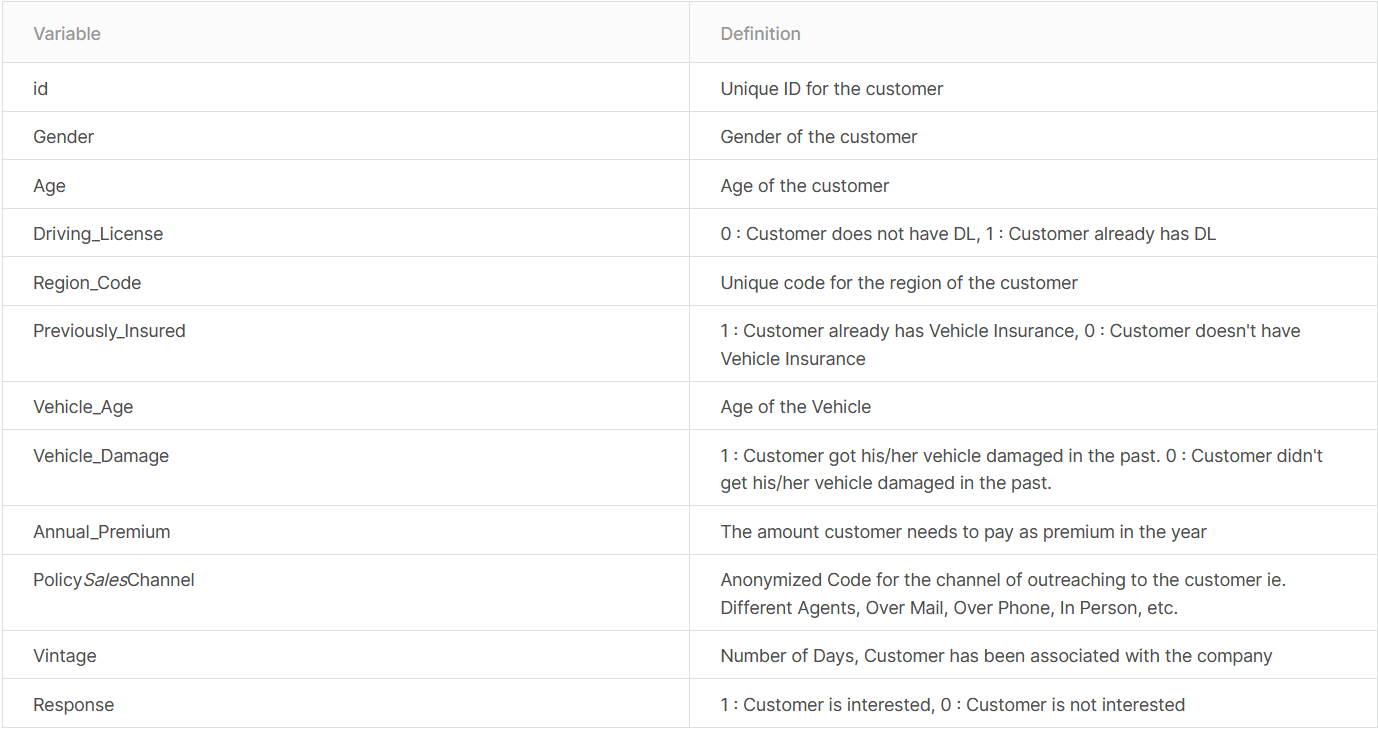 Variable Definition
id Unique ID for the customer
Gender Gender of the customer
Age Age of the customer
Driving_License 0 : Customer does not have DL, 1 : Customer already has DL
Region_Code Unique code for the region of the customer
Previously_Insured 1 : Customer already has Vehicle Insurance, 0 : Customer doesn't have
Vehicle Insurance
Vehicle_Age Age of the Vehicle
Vehicle_Damage 1 : Customer got his/her vehicle damaged in the past. 0 : Customer didn't
get his/her vehicle damaged in the past.
Annual_Premium The amount customer needs to pay as premium in the year
PolicySalesChannel Anonymized Code for the channel of outreaching to the customer ie.
Different Agents, Over Mail, Over Phone, In Person, etc.
Vintage Number of Days, Customer has been associated with the company
Response 1 : Customer is interested, 0 : Customer is not interested